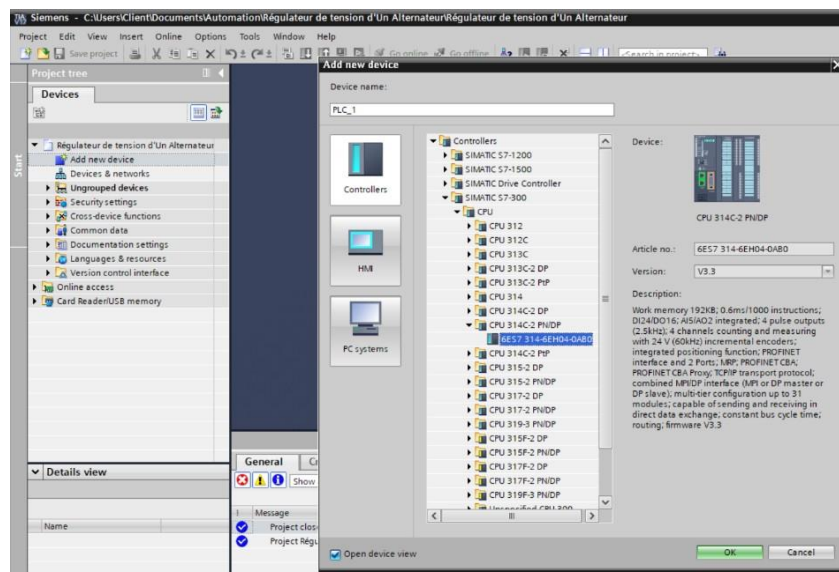 Siemens - C:\Users\Client\Documents\Automation\Régulateur de tension d'Un Alternateur\Régulateur de tension d'Un Alternateur
Project Edit View Insert Online Options Tools Window Help
Save project Go online Go offline <Search in project>
Project tree
Devices
Start
Régulateur de tension d'Un Alternateur
Add new device
Devices & networks
Ungrouped devices
Security settings
Cross-device functions
Common data
Documentation settings
Languages & resources
Version control interface
Online access
Card Reader/USB memory
Details view
Name
General
Show
! Message
Project clos
Project Régu
Add new device
Device name:
PLC_1
Controllers
HMI
PC systems
Controllers
SIMATIC S7-1200
SIMATIC S7-1500
SIMATIC Drive Controller
SIMATIC S7-300
CPU
CPU 312
CPU 312C
CPU 313C
CPU 313C-2 DP
CPU 313C-2 PtP
CPU 314
CPU 314C-2 DP
CPU 314C-2 PN/DP
6ES7 314-6EH04-0AB0
CPU 314C-2 PtP
CPU 315-2 DP
CPU 315-2 PN/DP
CPU 317-2 DP
CPU 317-2 PN/DP
CPU 319-3 PN/DP
CPU 315F-2 DP
CPU 315F-2 PN/DP
CPU 317F-2 DP
CPU 317F-2 PN/DP
CPU 319F-3 PN/DP
Unspecified CPU 300
Device:
CPU 314C-2 PN/DP
Article no.: 6ES7 314-6EH04-0AB0
Version: V3.3
Description:
Work memory 192KB; 0.6ms/1000 instructions;
DI24/DO16; AI5/AO2 integrated; 4 pulse outputs
(2.5kHz); 4 channels counting and measuring
with 24 V (60kHz) incremental encoders;
integrated positioning function; PROFINET
interface and 2 Ports; MRP; PROFINET CBA;
PROFINET CBA Proxy; TCP/IP transport protocol;
combined MPI/DP interface (MPI or DP master or
DP slave); multi-tier configuration up to 31
modules; capable of sending and receiving in
direct data exchange; constant bus cycle time;
routing; firmware V3.3
Open device view
OK Cancel